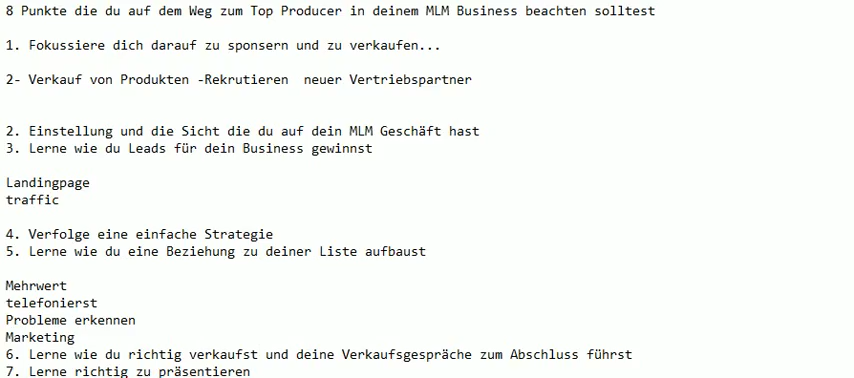 8 Punkte die du auf dem Weg zum Top Producer in deinem MLM Business beachten solltest
1. Fokussiere dich darauf zu sponsern und zu verkaufen...
2- Verkauf von Produkten -Rekrutieren  neuer Vertriebspartner
2. Einstellung und die Sicht die du auf dein MLM Geschäft hast
3. Lerne wie du Leads für dein Business gewinnst
Landingpage
traffic
4. Verfolge eine einfache Strategie
5. Lerne wie du eine Beziehung zu deiner Liste aufbaust
Mehrwert
telefonierst
Probleme erkennen
Marketing
6. Lerne wie du richtig verkaufst und deine Verkaufsgespräche zum Abschluss führst
7. Lerne richtig zu präsentieren